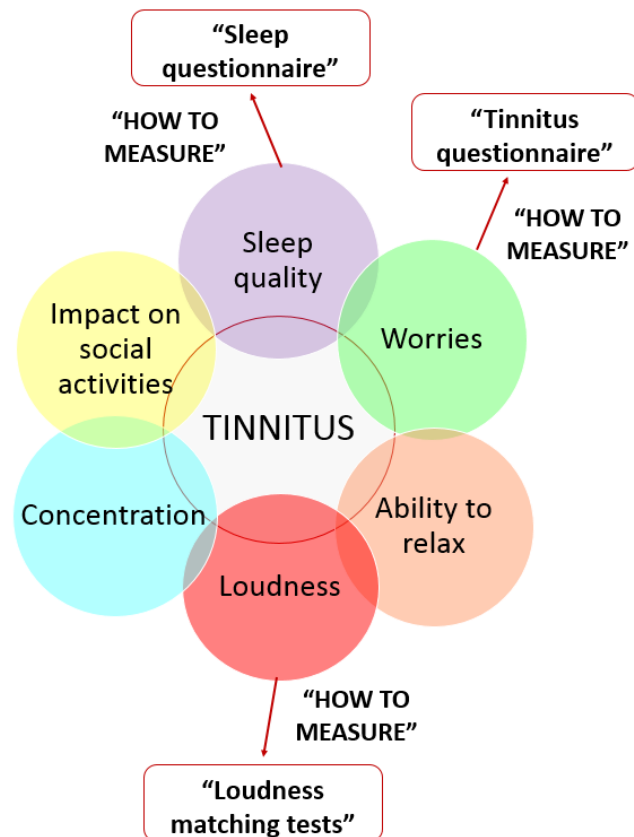 “Sleep
questionnaire”
“HOW TO
MEASURE”
“Tinnitus
questionnaire”
“HOW TO
MEASURE”
Sleep
quality
Impact on
social
activities
Worries
TINNITUS
Concentration
Ability to
relax
Loudness
“HOW TO
MEASURE”
“Loudness
matching tests”